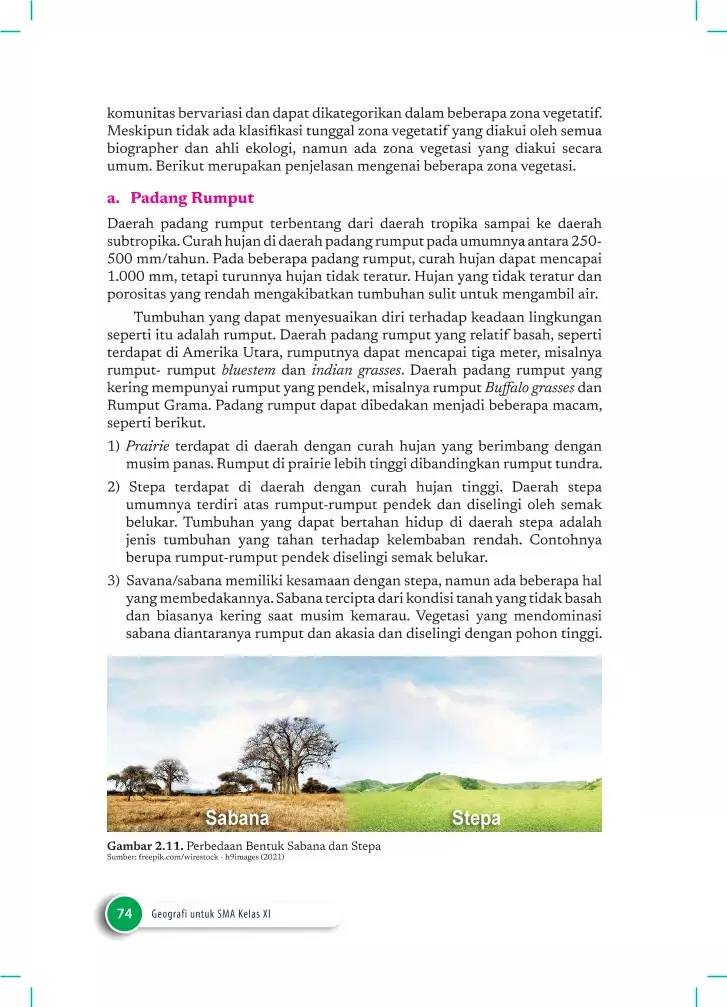 komunitas bervariasi dan dapat dikategorikan dalam beberapa zona vegetatif.
Meskipun tidak ada klasifikasi tunggal zona vegetatif yang diakui oleh semua
biographer dan ahli ekologi, namun ada zona vegetasi yang diakui secara
umum. Berikut merupakan penjelasan mengenai beberapa zona vegetasi.
a. Padang Rumput
Daerah padang rumput terbentang dari daerah tropika sampai ke daerah
subtropika. Curah hujan di daerah padang rumput pada umumnya antara 250-
500 mm/tahun. Pada beberapa padang rumput, curah hujan dapat mencapai
1.000 mm, tetapi turunnya hujan tidak teratur. Hujan yang tidak teratur dan
porositas yang rendah mengakibatkan tumbuhan sulit untuk mengambil air.
Tumbuhan yang dapat menyesuaikan diri terhadap keadaan lingkungan
seperti itu adalah rumput. Daerah padang rumput yang relatif basah, seperti
terdapat di Amerika Utara, rumputnya dapat mencapai tiga meter, misalnya
rumput- rumput bluestem dan indian grasses. Daerah padang rumput yang
kering mempunyai rumput yang pendek, misalnya rumput Buffalo grasses dan
Rumput Grama. Padang rumput dapat dibedakan menjadi beberapa macam,
seperti berikut.
1) Prairie terdapat di daerah dengan curah hujan yang berimbang dengan
musim panas. Rumput di prairie lebih tinggi dibandingkan rumput tundra.
2) Stepa terdapat di daerah dengan curah hujan tinggi. Daerah stepa
umumnya terdiri atas rumput-rumput pendek dan diselingi oleh semak
belukar. Tumbuhan yang dapat bertahan hidup di daerah stepa adalah
jenis tumbuhan yang tahan terhadap kelembaban rendah. Contohnya
berupa rumput-rumput pendek diselingi semak belukar.
3) Savana/sabana memiliki kesamaan dengan stepa, namun ada beberapa hal
yang membedakannya. Sabana tercipta dari kondisi tanah yang tidak basah
dan biasanya kering saat musim kemarau. Vegetasi yang mendominasi
sabana diantaranya rumput dan akasia dan diselingi dengan pohon tinggi.
Sabana Stepa
Gambar 2.11. Perbedaan Bentuk Sabana dan Stepa
Sumber: freepik.com/wirestock - h9images (2021)
74 Geografi untuk SMA Kelas XI